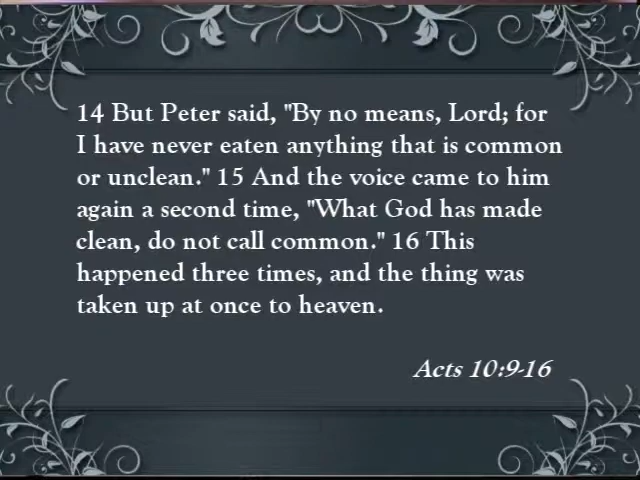 14 But Peter said, "By no means, Lord; for
I have never eaten anything that is common
or unclean." 15 And the voice came to him
again a second time, "What God has made
clean, do not call common." 16 This
happened three times, and the thing was
taken up at once to heaven.
Acts 10:9-16